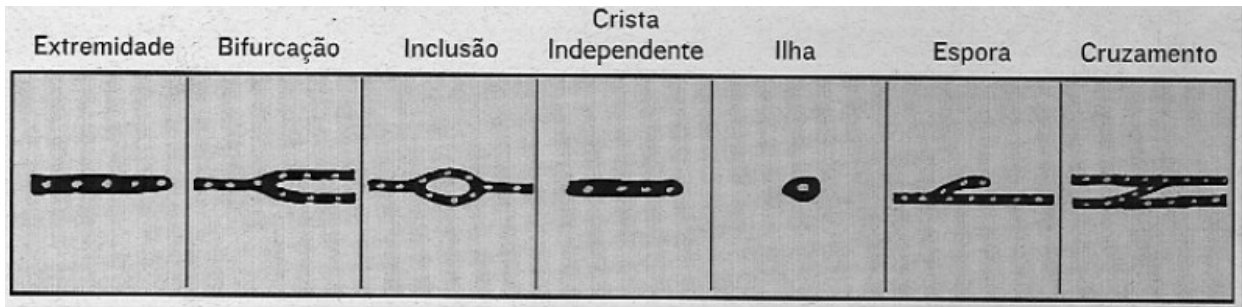 Extremidade
Bifurcação
Inclusão
Crista
Independente
Ilha
Espora
Cruzamento